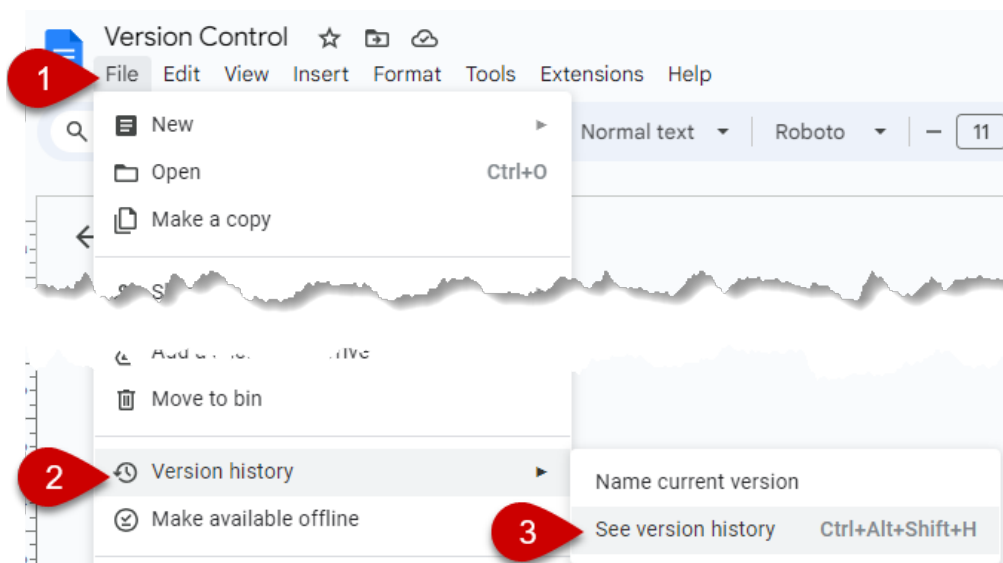 Version Control
1
File Edit View Insert Format Tools Extensions Help
New
Normal text Roboto 11
Open Ctrl+O
Make a copy
Move to bin
2
Version history
Name current version
Make available offline
3
See version history Ctrl+Alt+Shift+H